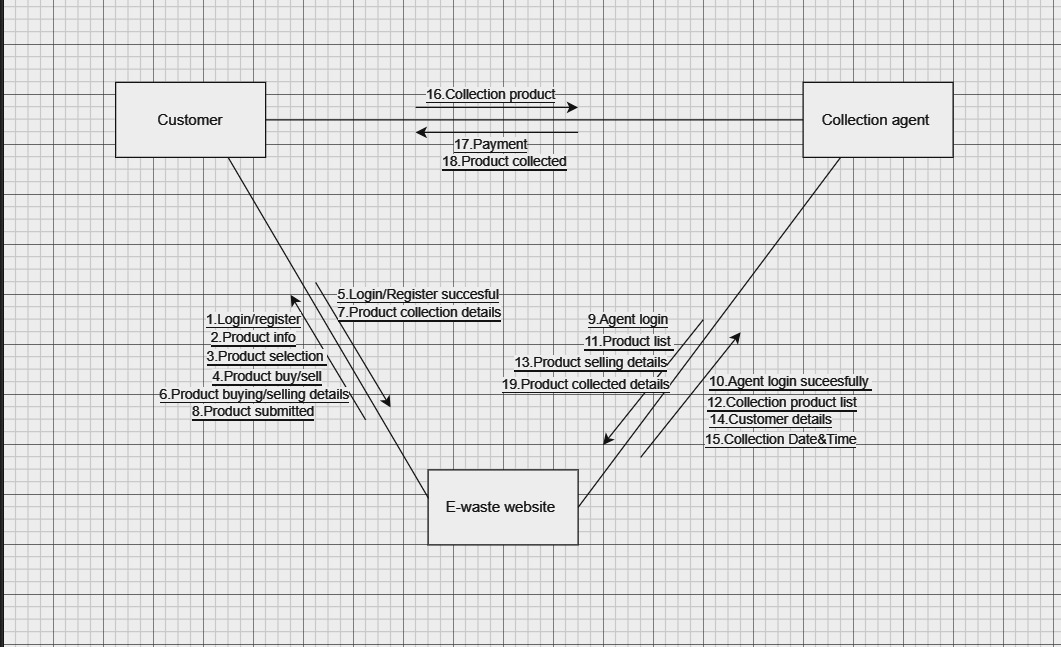 Customer
16.Collection product
17.Payment
18.Product collected
Collection agent
5.Login/Register succesful
7.Product collection details
1.Login/register
2.Product info
3.Product selection
4.Product buy/sell
6.Product buying/selling details
8.Product submitted
9.Agent login
11.Product list
13.Product selling details
19.Product collected details
10.Agent login suceesfully
12.Collection product list
14.Customer details
15.Collection Date&Time
E-waste website